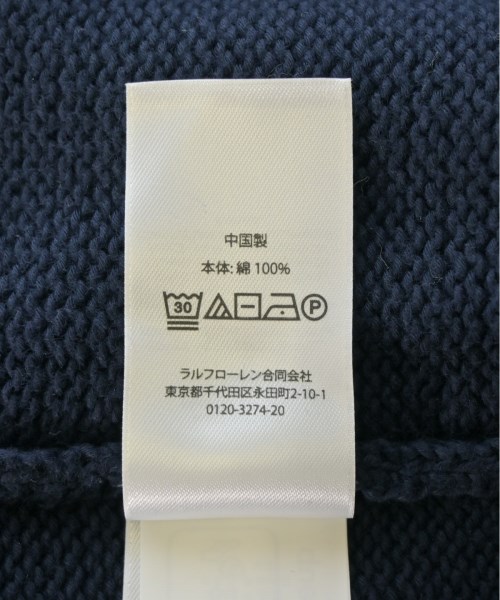 中国製
本体: 綿 100%
30 P
ラルフローレン合同会社
東京都千代田区永田町2-10-1
0120-3274-20